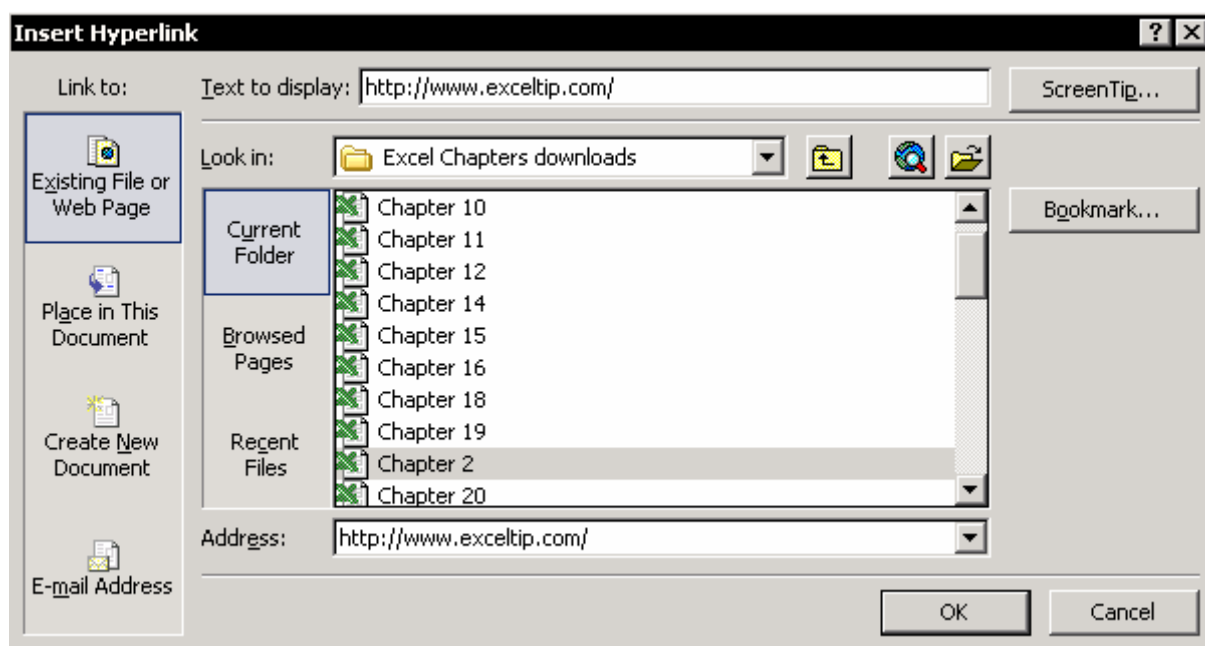 Insert Hyperlink
Link to:
Text to display: http://www.exceltip.com/
ScreenTip...
Existing File or
Web Page
Place in This
Document
Create New
Document
E-mail Address
Look in: Excel Chapters downloads
Current
Folder
Browsed
Pages
Recent
Files
Chapter 10
Chapter 11
Chapter 12
Chapter 14
Chapter 15
Chapter 16
Chapter 18
Chapter 19
Chapter 2
Chapter 20
Bookmark...
Address: http://www.exceltip.com/
OK
Cancel